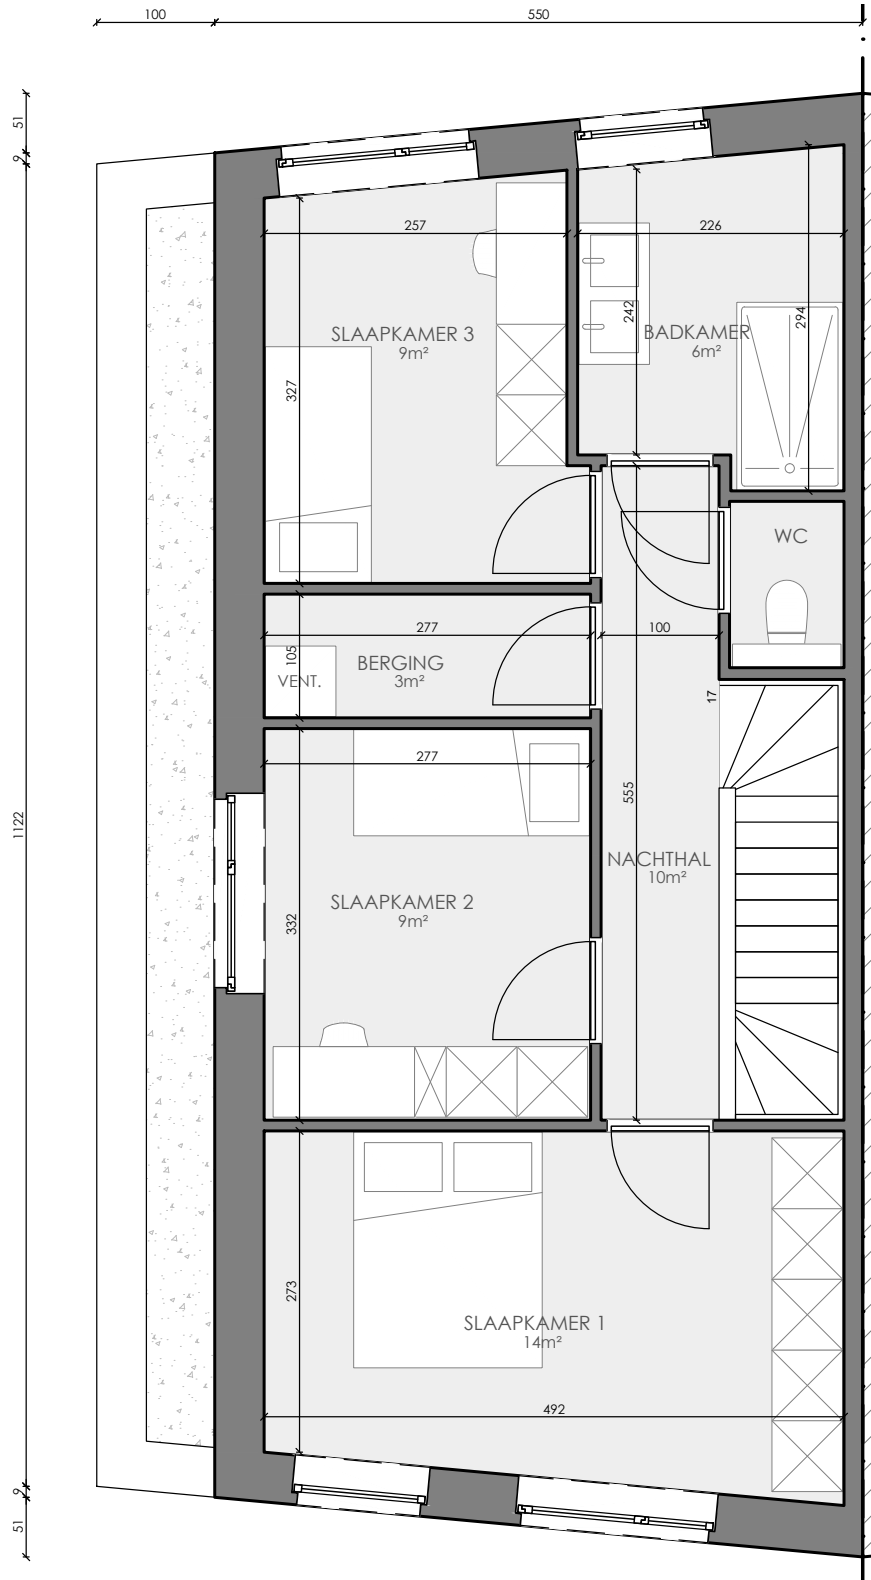 100
550
51
9
257
226
SLAAPKAMER 3
9m²
BADKAMER
6m²
242
294
327
WC
277
100
105
BERGING
3m²
VENT.
17
277
555
1122
NACHTHAL
10m²
SLAAPKAMER 2
9m²
332
273
SLAAPKAMER 1
14m²
492
9
51